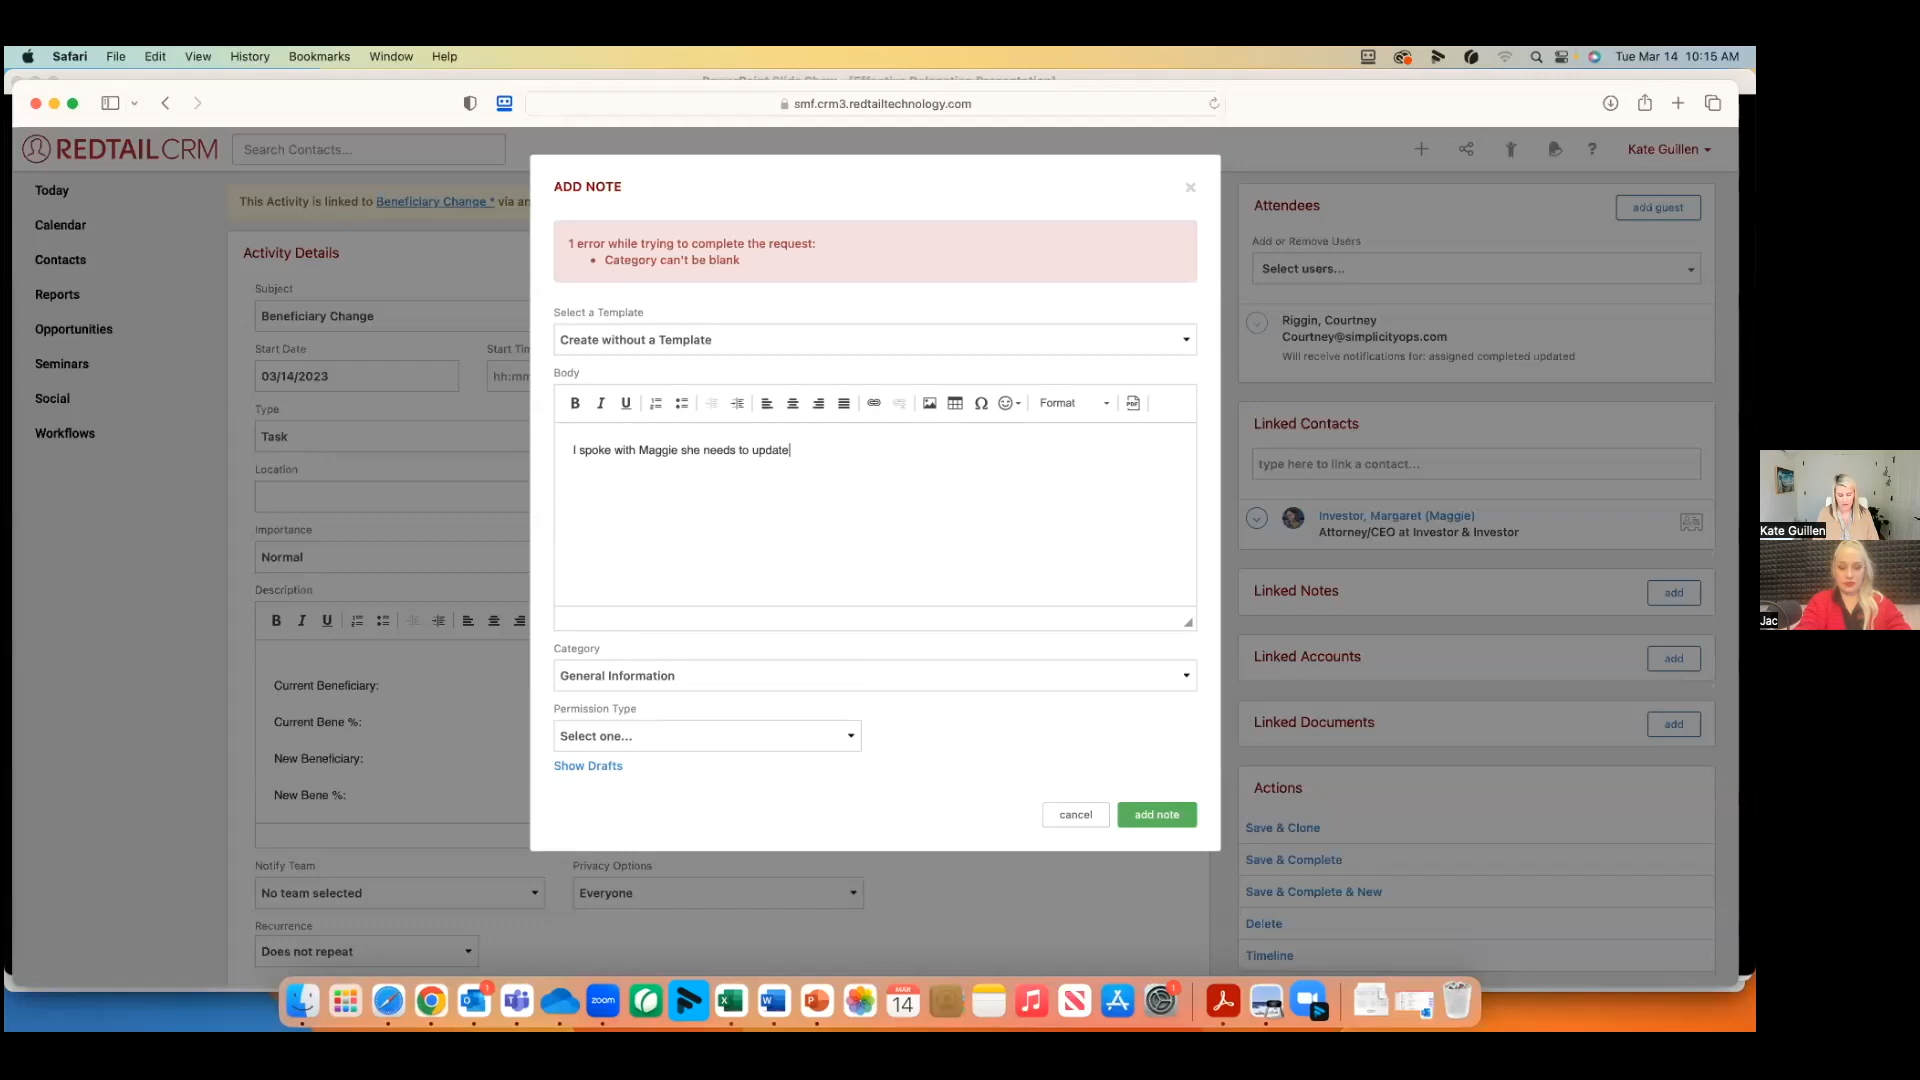 Safari File Edit View History Bookmarks Window Help
Tue Mar 14 10:15 AM
smf.crm3.redtailtechnology.com
REDTAILCRM
Search Contacts...
Kate Guillen
Today
Calendar
Contacts
Reports
Opportunities
Seminars
Social
Workflows
This Activity is linked to Beneficiary Change * via an
Activity Details
Subject
Beneficiary Change
Start Date
Start Tim
03/14/2023
hh:mm
Type
Task
Location
Importance
Normal
Description
B I U
Current Beneficiary:
Current Bene %:
New Beneficiary:
New Bene %:
Notify Team
Privacy Options
No team selected
Everyone
Recurrence
Does not repeat
ADD NOTE
1 error while trying to complete the request:
Category can't be blank
Select a Template
Create without a Template
Body
B I U Format PDF
I spoke with Maggie she needs to update
Category
General Information
Permission Type
Select one...
Show Drafts
cancel
add note
Attendees
add guest
Add or Remove Users
Select users...
Riggin, Courtney
Courtney@simplicityops.com
Will receive notifications for: assigned completed updated
Linked Contacts
type here to link a contact...
Investor, Margaret (Maggie)
Attorney/CEO at Investor & Investor
Linked Notes
add
Linked Accounts
add
Linked Documents
add
Actions
Save & Clone
Save & Complete
Save & Complete & New
Delete
Timeline
Kate Guillen
Jac
zoom
MAR
14